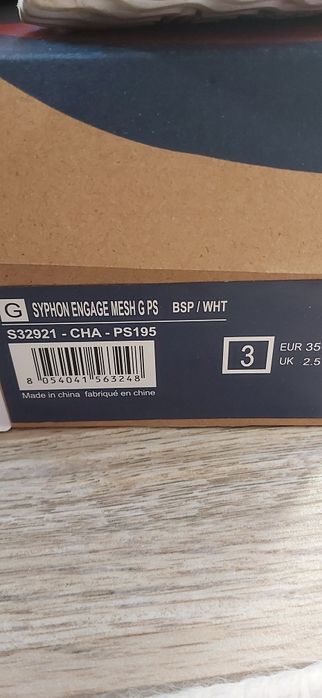 G SYPHON ENGAGE MESH G PS BSP / WHT
S32921 - CHA - PS195
3 EUR 35
UK 2.5
8 054041 563248
Made in china fabriqué en chine